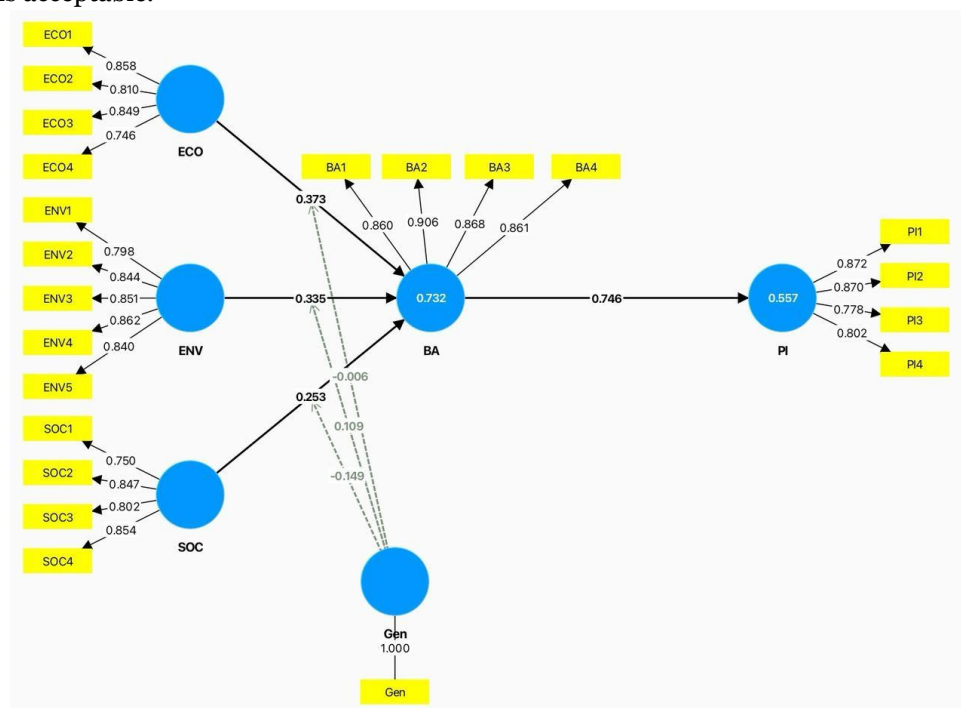 is acceptable.
ECO1
ECO2
ECO3
ECO4
0.858
0.810
0.849
0.746
ECO
ENV1
ENV2
ENV3
ENV4
ENV5
0.798
0.844
0.851
0.862
0.840
ENV
SOC1
SOC2
SOC3
SOC4
0.750
0.847
0.802
0.854
SOC
0.373
0.335
0.253
-0.006
0.109
-0.149
BA1 BA2 BA3 BA4
0.860 0.906 0.868 0.861
0.732
BA
0.746
0.557
PI
0.872
0.870
0.778
0.802
PI1
PI2
PI3
PI4
Gen
1.000
Gen